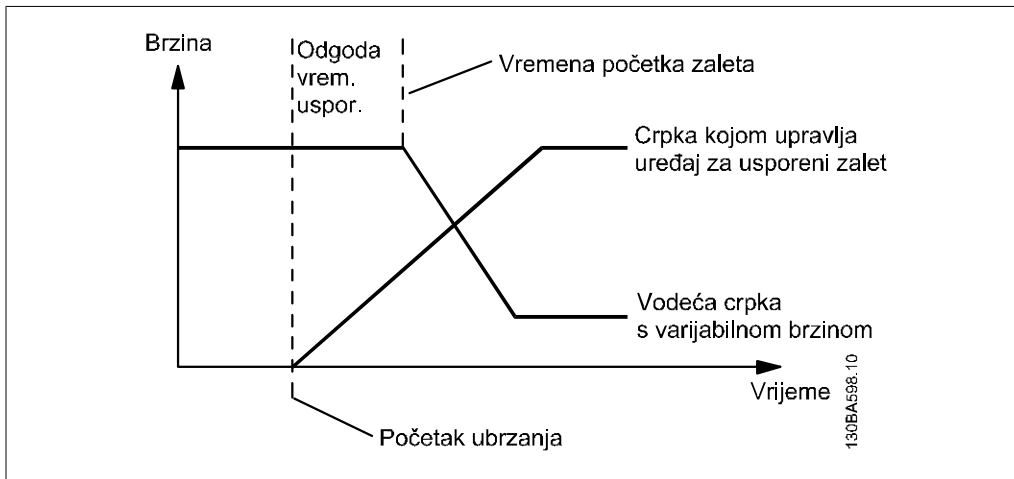 Brzina
Odgoda
vrem.
uspor.
Vremena početka zaleta
Crpka kojom upravlja
uređaj za usporeni zalet
Vodeća crpka
s varijabilnom brzinom
Vrijeme
Početak ubrzanja
130BA598.10